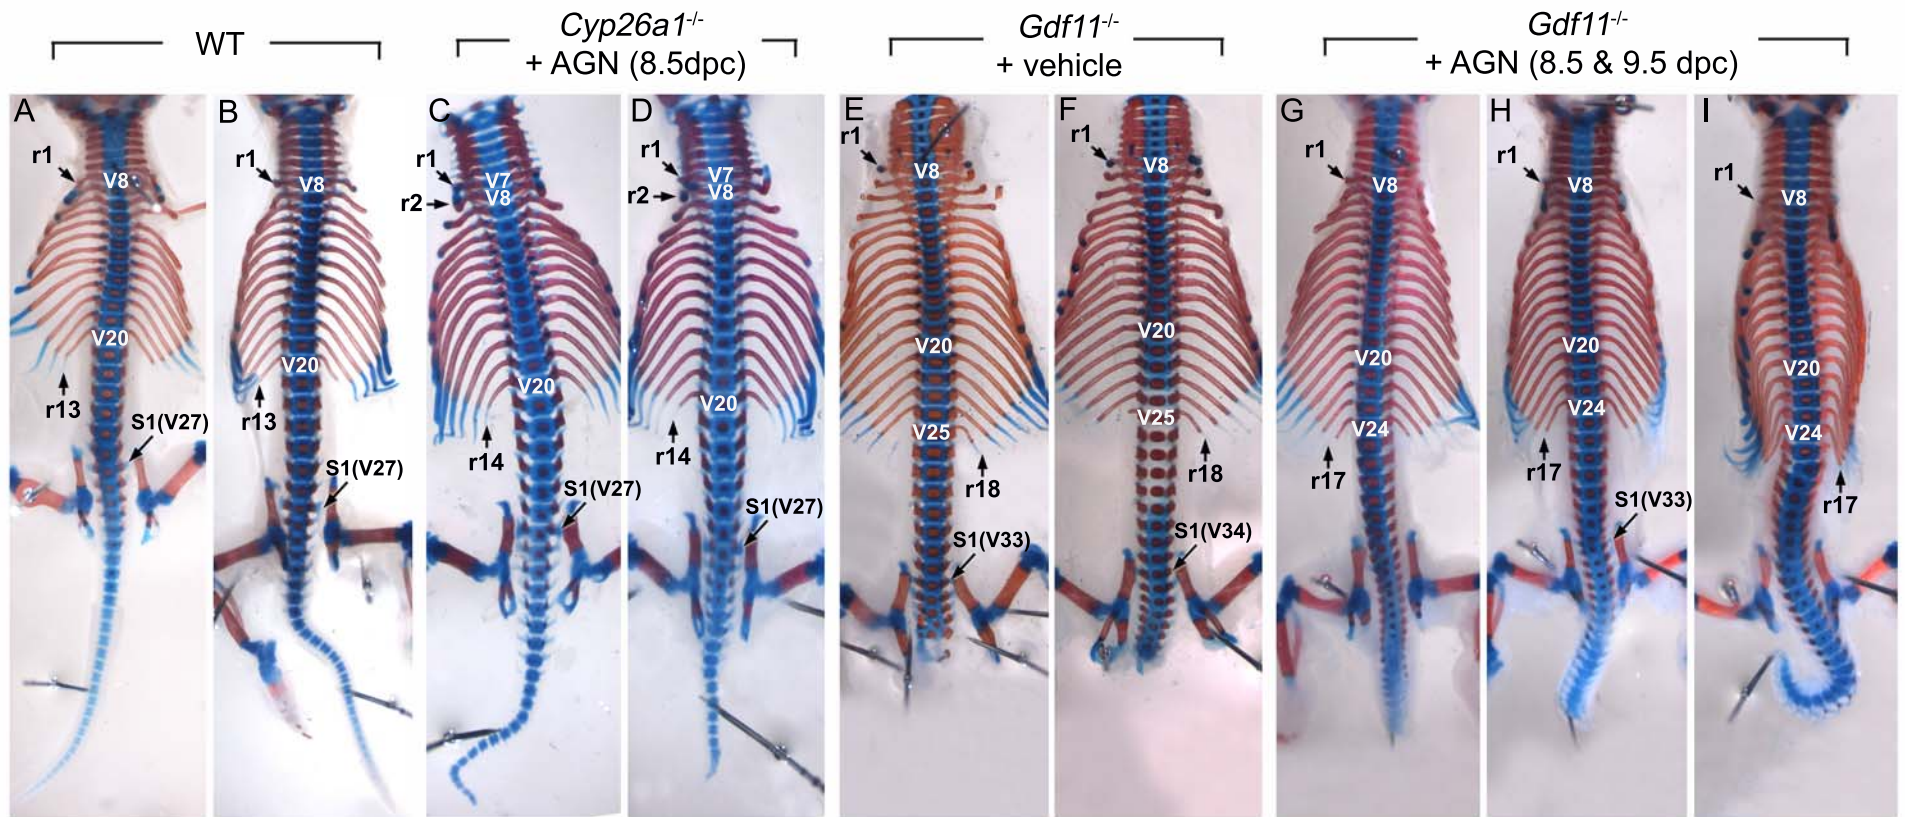 WT
Cyp26a1-/-
+ AGN (8.5dpc)
Gdf11-/-
+ vehicle
Gdf11-/-
+ AGN (8.5 & 9.5 dpc)
A
r1
V8
V20
r13
S1(V27)
B
r1
V8
V20
r13
S1(V27)
C
r1
V7
V8
r2
V20
r14
S1(V27)
D
r1
V7
V8
r2
V20
r14
S1(V27)
E
r1
V8
V20
V25
r18
S1(V33)
F
r1
V8
V20
V25
r18
S1(V34)
G
r1
V8
V20
V24
r17
H
r1
V8
V20
V24
r17
S1(V33)
I
r1
V8
V20
V24
r17